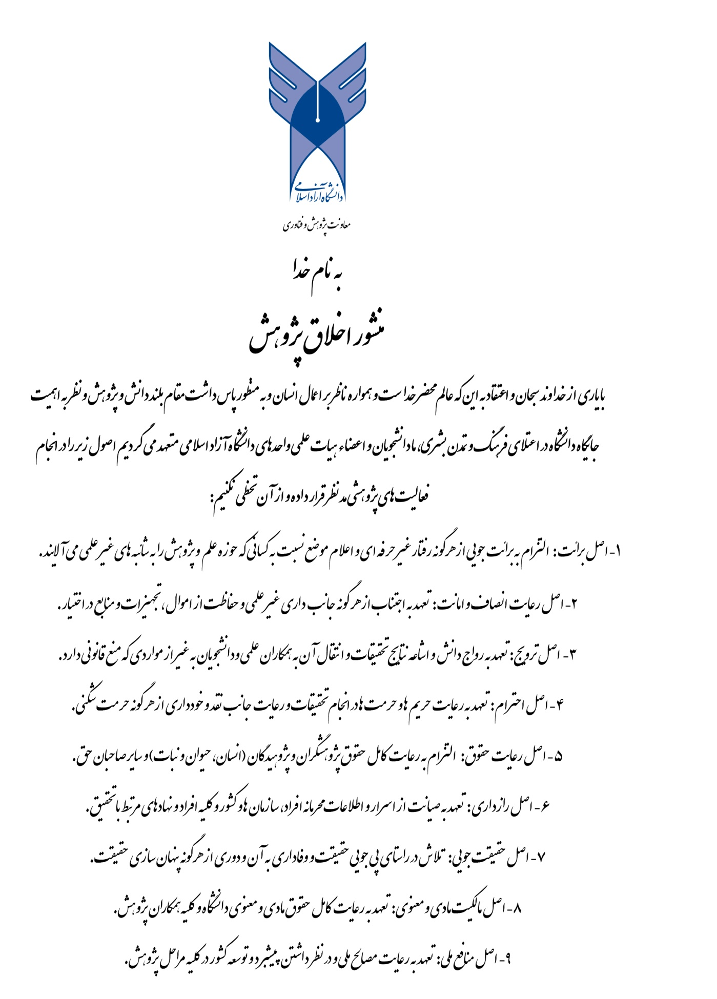 دانشگاه آزاد اسلامی
معاونت پژوهش و فناوری
به نام خدا
منشور اخلاق پژوهش
با یاری از خداوند سبحان و اعتقاد به این که عالم محضر خداست و همواره ناظر بر اعمال انسان و به منظور پاس داشت مقام بلند دانش و پژوهش و نظر به اهمیت
جایگاه دانشگاه در اعتلای فرهنگ و تمدن بشری، ما دانشجویان و اعضاء هیات علمی واحدهای دانشگاه آزاد اسلامی متعهد می گردیم اصول زیر را در انجام
فعالیت های پژوهشی مد نظر قرار داده و از آن تخطی نکنیم:
۱- اصل برائت: التزام به برائت جویی از هرگونه رفتار غیر حرفه ای و اعلام موضع نسبت به کسانی که حوزه علم و پژوهش را به شائبه های غیر علمی می آلایند.
۲- اصل رعایت انصاف و امانت: تعهد به اجتناب از هرگونه جانب داری غیر علمی و حفاظت از اموال، تجهیزات و منابع در اختیار.
۳- اصل ترویج: تعهد به رواج دانش و اشاعه نتایج تحقیقات و انتقال آن به همکاران علمی و دانشجویان به غیر از مواردی که منع قانونی دارد.
۴- اصل احترام: تعهد به رعایت حریم ها و حرمت ها در انجام تحقیقات و رعایت جانب نقد و خودداری از هرگونه حرمت شکنی.
۵- اصل رعایت حقوق: التزام به رعایت کامل حقوق پژوهشگران و پژوهیدگان (انسان، حیوان و نبات) و سایر صاحبان حق.
۶- اصل رازداری: تعهد به صیانت از اسرار و اطلاعات محرمانه افراد، سازمان ها و کشور و کلیه افراد و نهادهای مرتبط با تحقیق.
۷- اصل حقیقت جویی: تلاش در راستای پی جویی حقیقت و وفاداری به آن و دوری از هرگونه پنهان سازی حقیقت.
۸- اصل مالکیت مادی و معنوی: تعهد به رعایت کامل حقوق مادی و معنوی دانشگاه و کلیه همکاران پژوهش.
۹- اصل منافع ملی: تعهد به رعایت مصالح ملی و در نظر داشتن پیشبرد و توسعه کشور در کلیه مراحل پژوهش.